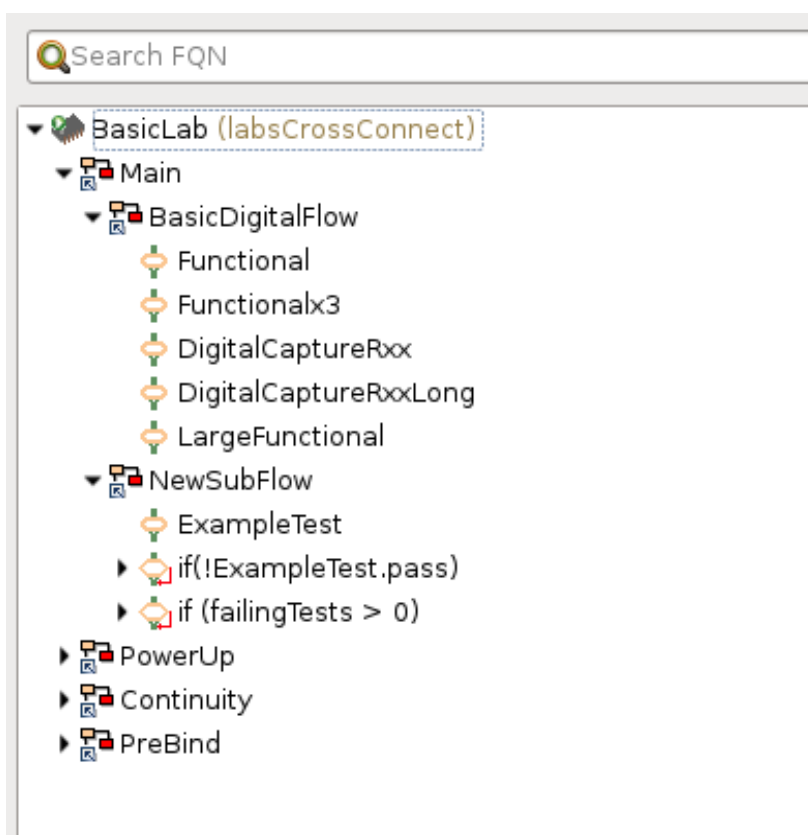 Search FQN
BasicLab (labsCrossConnect)
Main
BasicDigitalFlow
Functional
Functionalx3
DigitalCaptureRxx
DigitalCaptureRxxLong
LargeFunctional
NewSubFlow
ExampleTest
if(!ExampleTest.pass)
if (failingTests > 0)
PowerUp
Continuity
PreBind